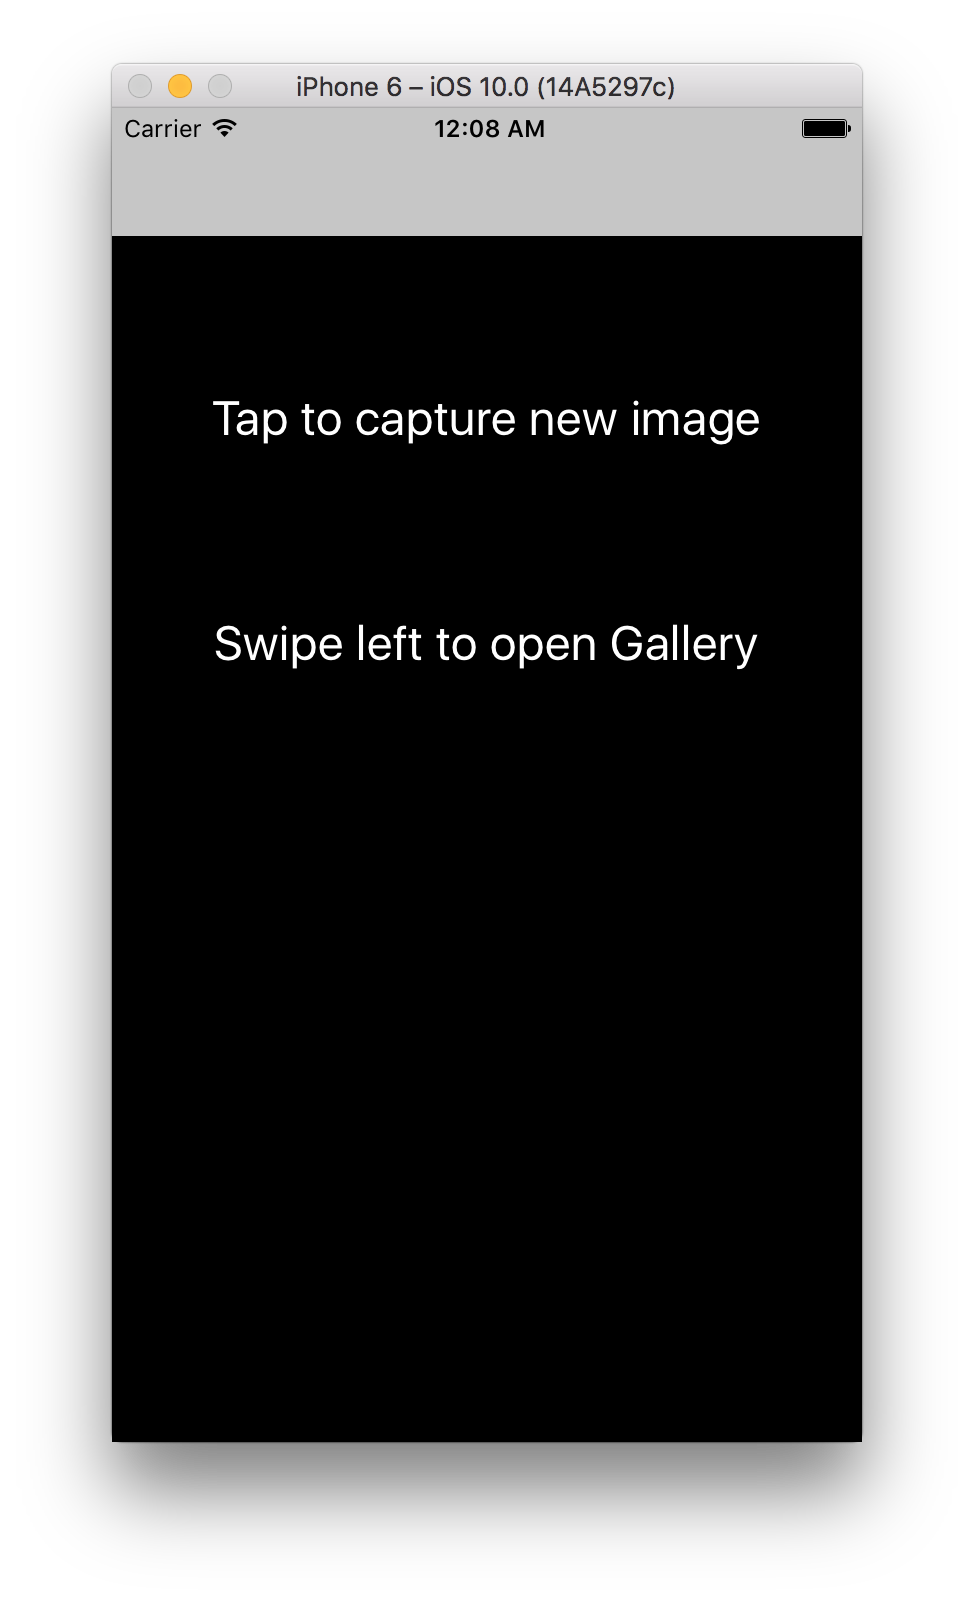 iPhone 6 – iOS 10.0 (14A5297c)
Carrier 12:08 AM
Tap to capture new image
Swipe left to open Gallery